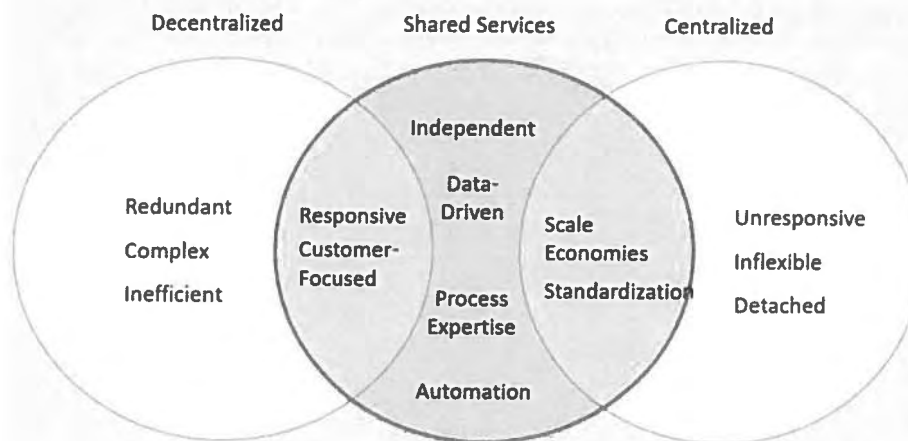 Decentralized
Shared Services
Centralized
Independent
Data-
Driven
Redundant
Complex
Inefficient
Responsive
Customer-
Focused
Scale
Economies
Standardization
Process
Expertise
Automation
Unresponsive
Inflexible
Detached